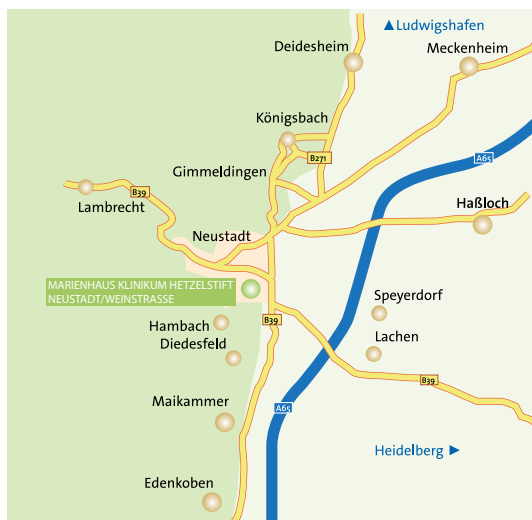 ▲Ludwigshafen
Deidesheim
Meckenheim
Königsbach
B271
A65
Gimmeldingen
B39
Lambrecht
Haßloch
Neustadt
MARIENHAUS KLINIKUM HETZELSTIFT
NEUSTADT/WEINSTRASSE
Speyerdorf
B39
Hambach
Diedesfeld
Lachen
B39
Maikammer
A65
Heidelberg ►
Edenkoben